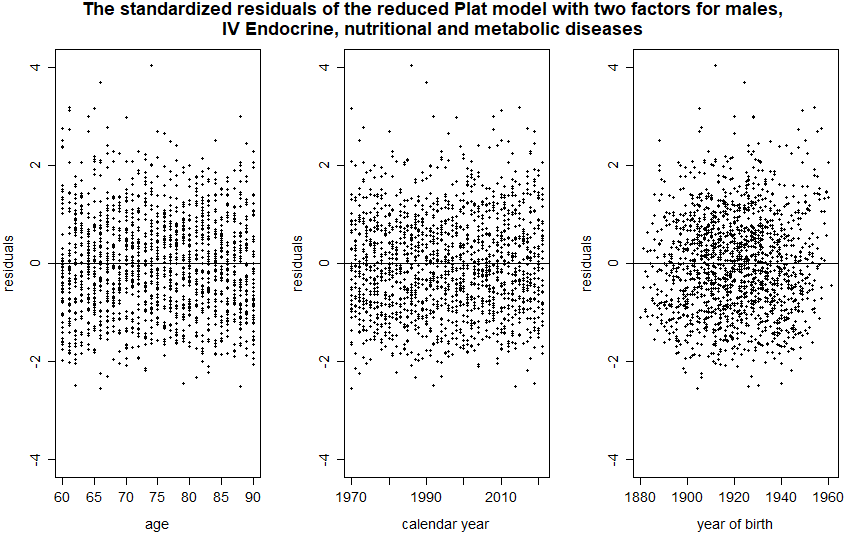 The standardized residuals of the reduced Plat model with two factors for males,
IV Endocrine, nutritional and metabolic diseases
4
2
0
-2
-4
residuals
60 65 70 75 80 85 90
age
4
2
0
-2
-4
residuals
1970 1990 2010
calendar year
4
2
0
-2
-4
residuals
1880 1900 1920 1940 1960
year of birth